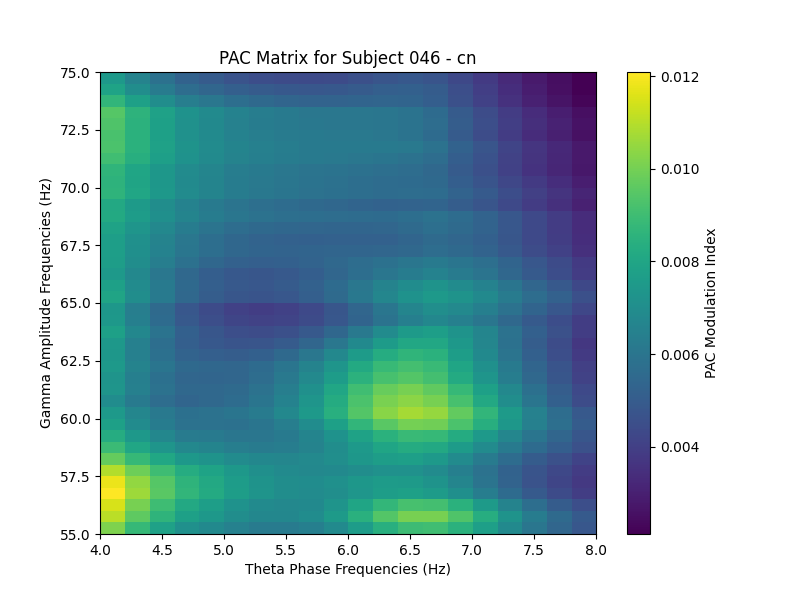 PAC Matrix for Subject 046 - cn
75.0
72.5
70.0
67.5
65.0
62.5
60.0
57.5
55.0
Gamma Amplitude Frequencies (Hz)
4.0 4.5 5.0 5.5 6.0 6.5 7.0 7.5 8.0
Theta Phase Frequencies (Hz)
0.012
0.010
0.008
0.006
0.004
PAC Modulation Index